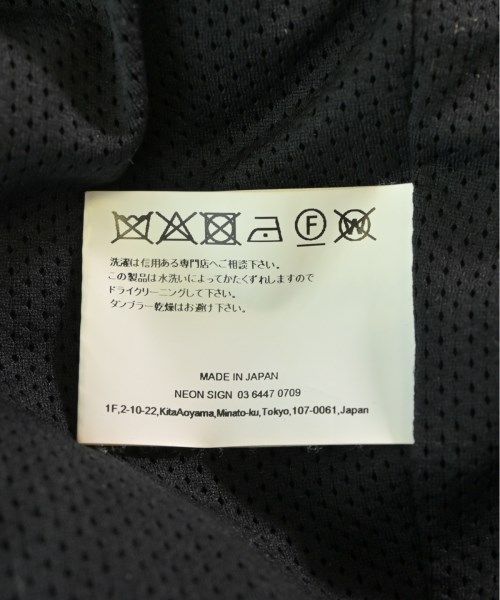 F W
洗濯は信用ある専門店へご相談下さい。
この製品は水洗いによってかたくずれしますので
ドライクリーニングして下さい。
タンブラー乾燥はお避け下さい。
MADE IN JAPAN
NEON SIGN 03 6447 0709
1F,2-10-22,KitaAoyama,Minato-ku,Tokyo,107-0061,Japan